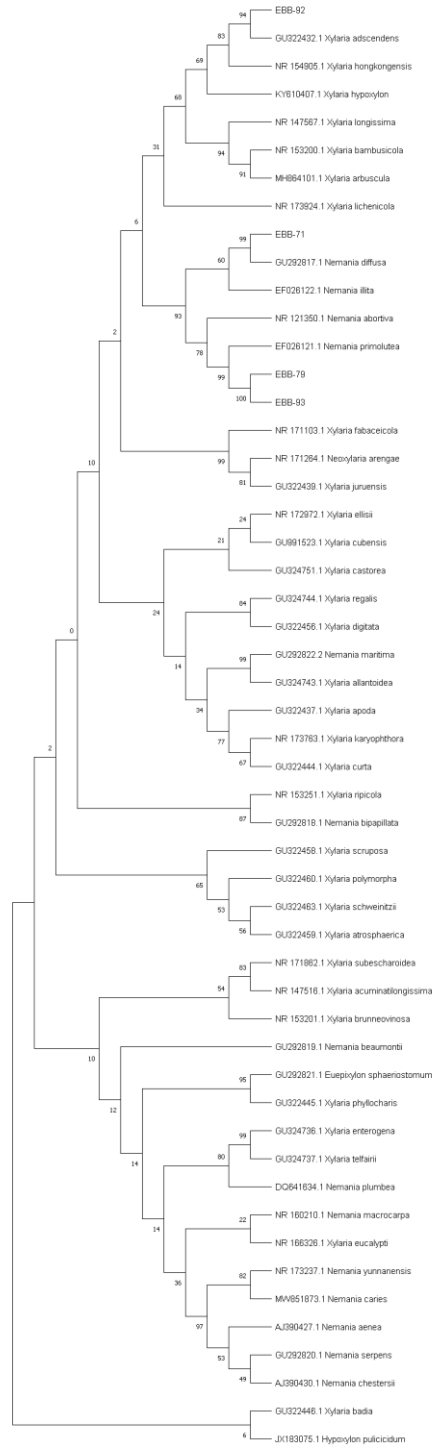 EBB-92
94
GU322432.1 Xylaria adscendens
83
NR 154905.1 Xylaria hongkongensis
69
KY610407.1 Xylaria hypoxylon
68
NR 147567.1 Xylaria longissima
NR 153200.1 Xylaria bambusicola
94
MH864101.1 Xylaria arbuscula
91
31
NR 173924.1 Xylaria lichenicola
6
EBB-71
99
GU292817.1 Nemania diffusa
60
EF026122.1 Nemania illita
93
NR 121350.1 Nemania abortiva
EF026121.1 Nemania primolutea
78
EBB-79
99
EBB-93
100
2
NR 171103.1 Xylaria fabaceicola
NR 171264.1 Neoxylaria arengae
99
GU322439.1 Xylaria juruensis
81
10
NR 172972.1 Xylaria ellisii
24
GU991523.1 Xylaria cubensis
21
GU324751.1 Xylaria castorea
24
GU324744.1 Xylaria regalis
84
GU322456.1 Xylaria digitata
14
GU292822.2 Nemania maritima
99
GU324743.1 Xylaria allantoidea
34
GU322437.1 Xylaria apoda
NR 173763.1 Xylaria karyophthora
77
GU322444.1 Xylaria curta
67
0
NR 153251.1 Xylaria ripicola
GU292818.1 Nemania bipapillata
87
2
GU322458.1 Xylaria scruposa
GU322460.1 Xylaria polymorpha
65
GU322463.1 Xylaria schweinitzii
53
GU322459.1 Xylaria atrosphaerica
56
NR 171862.1 Xylaria subescharoidea
83
NR 147516.1 Xylaria acuminatilongissima
54
NR 153201.1 Xylaria brunneovinosa
10
GU292819.1 Nemania beaumontii
12
GU292821.1 Euepixylon sphaeriostomum
95
GU322445.1 Xylaria phyllocharis
14
GU324736.1 Xylaria enterogena
99
GU324737.1 Xylaria telfairii
80
DQ641634.1 Nemania plumbea
14
NR 160210.1 Nemania macrocarpa
22
NR 166326.1 Xylaria eucalypti
36
NR 173237.1 Nemania yunnanensis
82
MW851873.1 Nemania caries
97
AJ390427.1 Nemania aenea
GU292820.1 Nemania serpens
53
AJ390430.1 Nemania chestersii
49
GU322446.1 Xylaria badia
JX183075.1 Hypoxylon pulicicidum
6